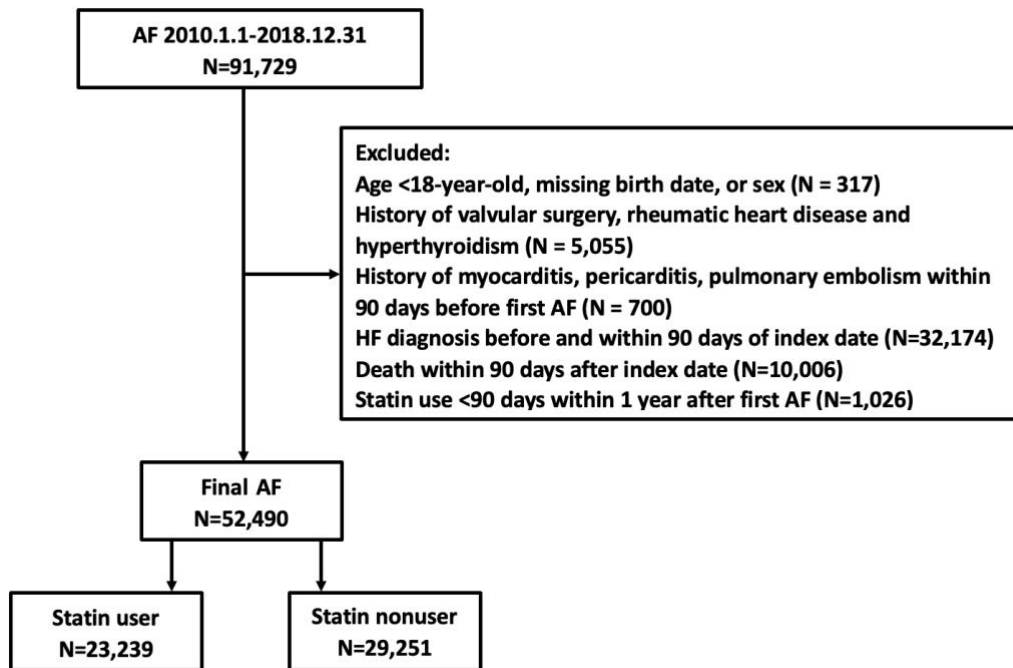 AF 2010.1.1-2018.12.31
N=91,729
Excluded:
Age <18-year-old, missing birth date, or sex (N = 317)
History of valvular surgery, rheumatic heart disease and
hyperthyroidism (N = 5,055)
History of myocarditis, pericarditis, pulmonary embolism within
90 days before first AF (N = 700)
HF diagnosis before and within 90 days of index date (N=32,174)
Death within 90 days after index date (N=10,006)
Statin use <90 days within 1 year after first AF (N=1,026)
Final AF
N=52,490
Statin user
N=23,239
Statin nonuser
N=29,251